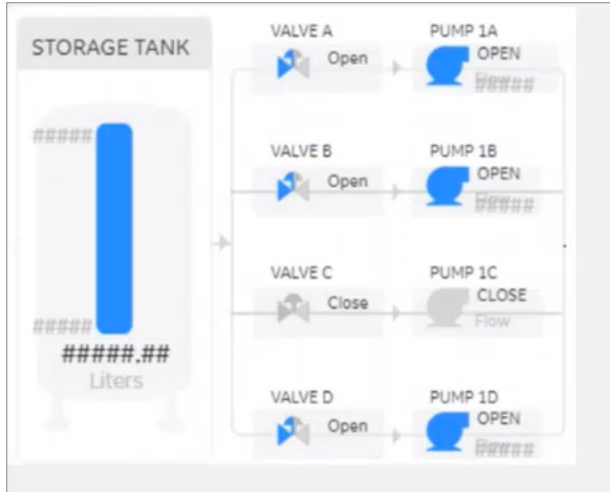 STORAGE TANK
#####
#####
#####.##
Liters
VALVE A
Open
PUMP 1A
OPEN
Flow
#####
VALVE B
Open
PUMP 1B
OPEN
#####
VALVE C
Close
PUMP 1C
CLOSE
Flow
VALVE D
Open
PUMP 1D
OPEN
#####